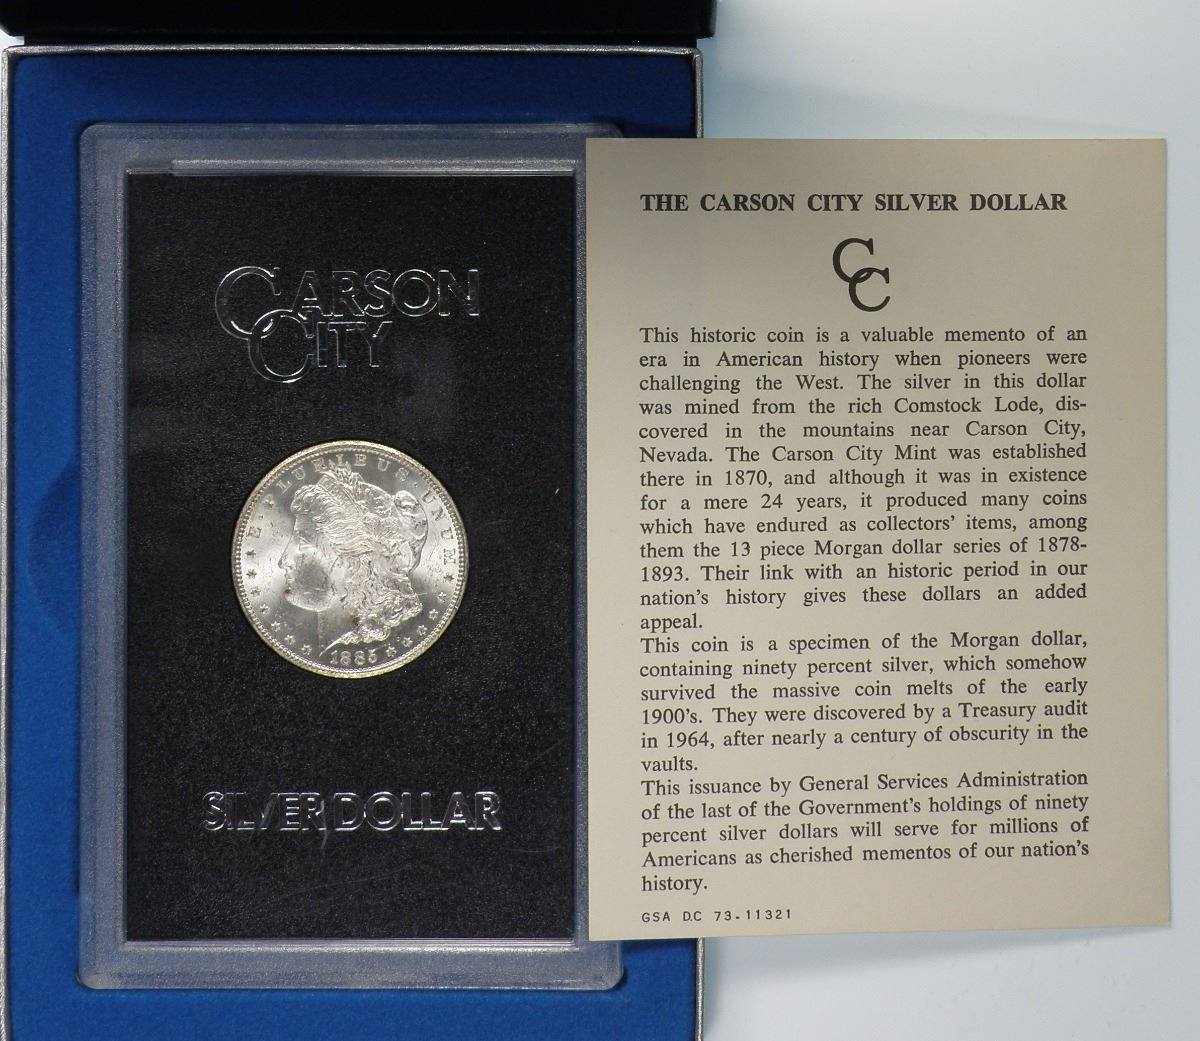 CARSON
CITY
E·PLURIBUS·UNUM
1885
SILVER DOLLAR
THE CARSON CITY SILVER DOLLAR
CC
This historic coin is a valuable memento of an
era in American history when pioneers were
challenging the West. The silver in this dollar
was mined from the rich Comstock Lode, dis-
covered in the mountains near Carson City,
Nevada. The Carson City Mint was established
there in 1870, and although it was in existence
for a mere 24 years, it produced many coins
which have endured as collectors' items, among
them the 13 piece Morgan dollar series of 1878-
1893. Their link with an historic period in our
nation's history gives these dollars an added
appeal.
This coin is a specimen of the Morgan dollar,
containing ninety percent silver, which somehow
survived the massive coin melts of the early
1900's. They were discovered by a Treasury audit
in 1964, after nearly a century of obscurity in the
vaults.
This issuance by General Services Administration
of the last of the Government's holdings of ninety
percent silver dollars will serve for millions of
Americans as cherished mementos of our nation's
history.
GSA D.C 73-11321